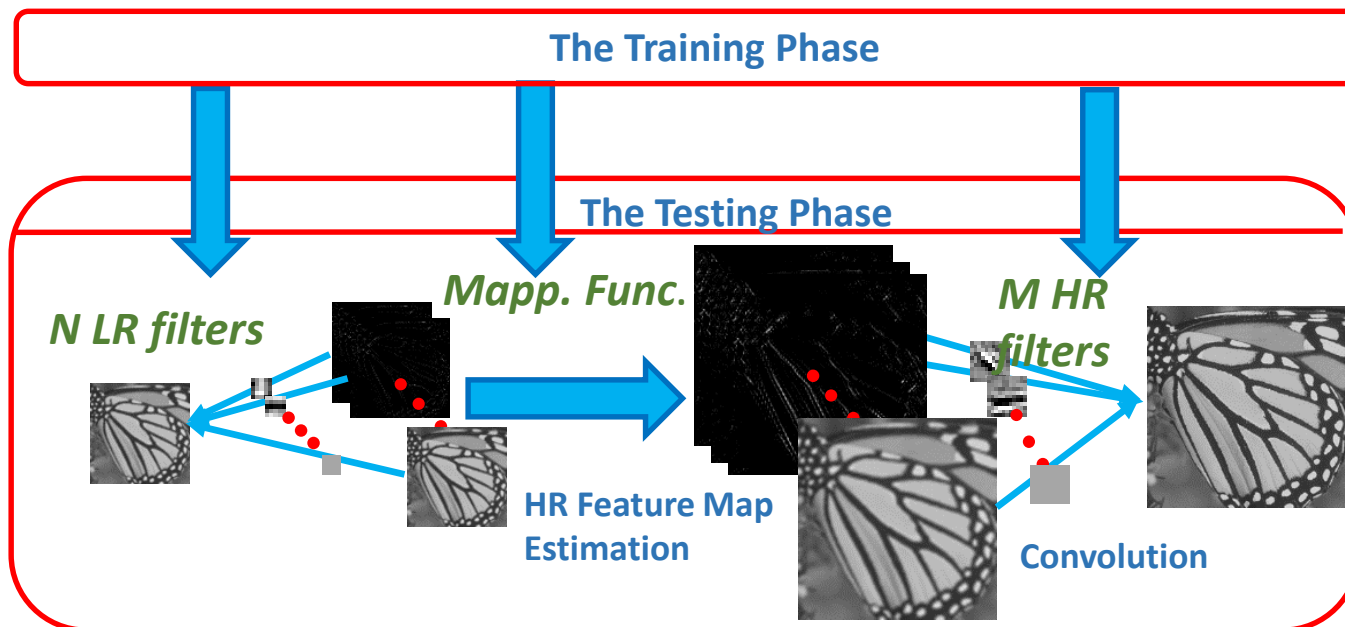 The Training Phase
The Testing Phase
Mapp. Func.
N LR filters
M HR
filters
HR Feature Map
Estimation
Convolution